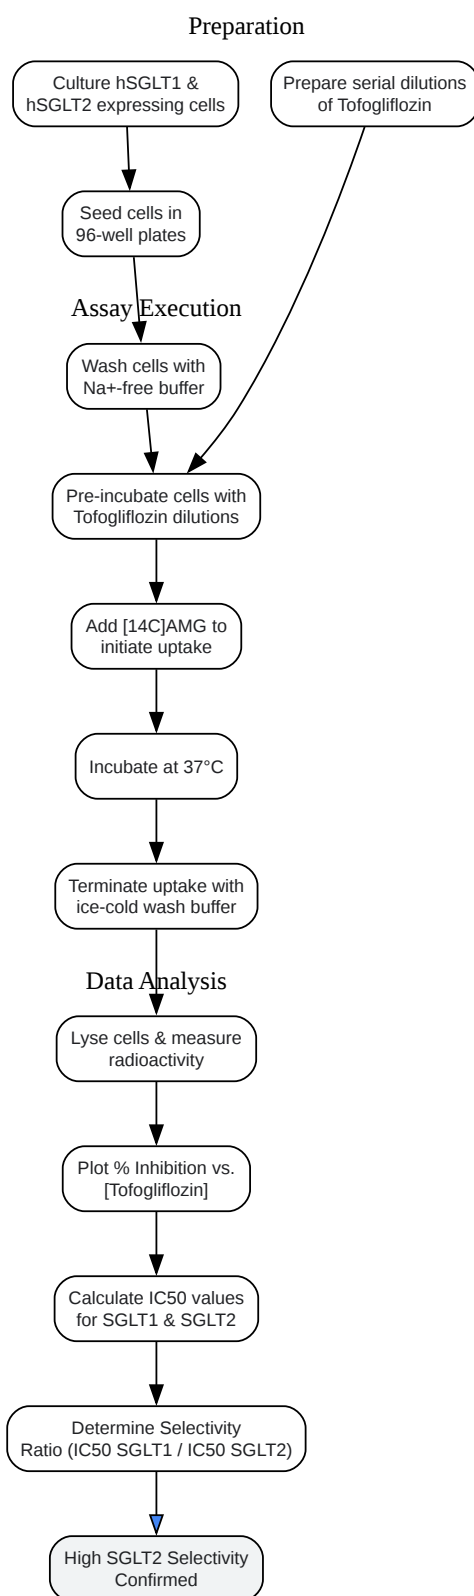 Preparation
Culture hSGLT1 &
hSGLT2 expressing cells
Prepare serial dilutions
of Tofogliflozin
Seed cells in
96-well plates
Assay Execution
Wash cells with
Na+-free buffer
Pre-incubate cells with
Tofogliflozin dilutions
Add [14C]AMG to
initiate uptake
Incubate at 37°C
Terminate uptake with
ice-cold wash buffer
Data Analysis
Lyse cells & measure
radioactivity
Plot % Inhibition vs.
[Tofogliflozin]
Calculate IC50 values
for SGLT1 & SGLT2
Determine Selectivity
Ratio (IC50 SGLT1 / IC50 SGLT2)
High SGLT2 Selectivity
Confirmed